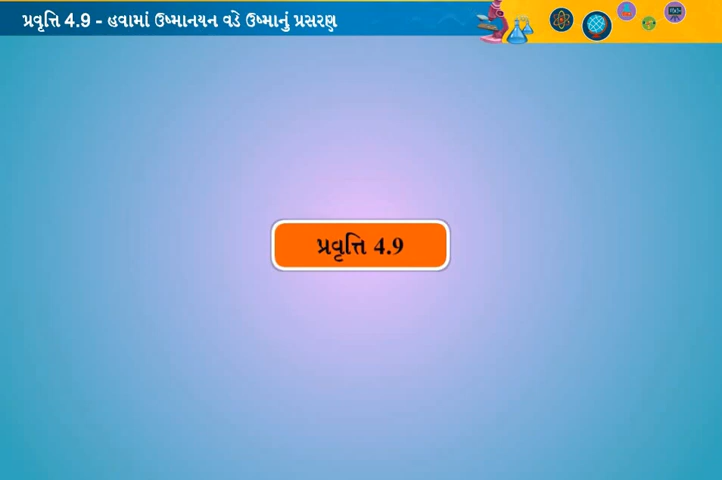 પ્રવૃત્તિ 4.9 - હવામાં ઉષ્માનયન વડે ઉષ્માનું પ્રસરણ
પ્રવૃત્તિ 4.9